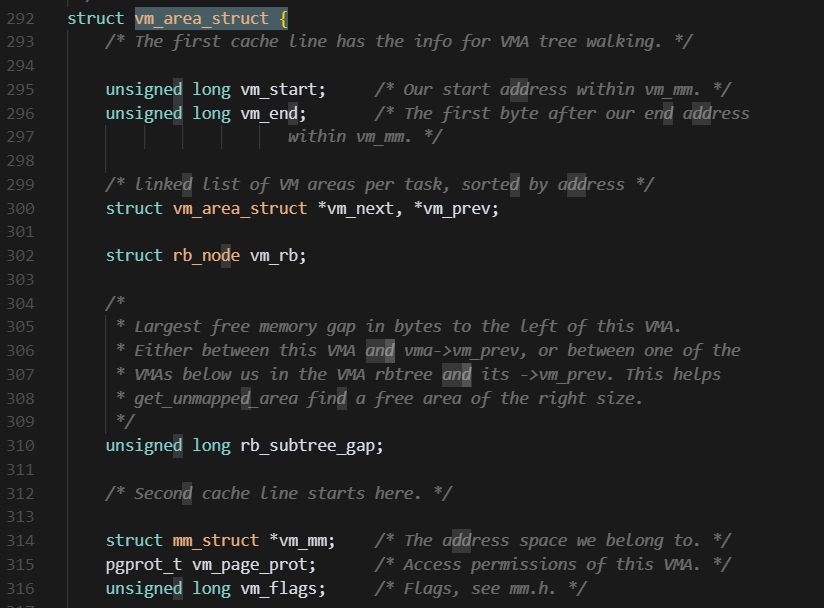 292 struct vm_area_struct {
293 /* The first cache line has the info for VMA tree walking. */
294
295 unsigned long vm_start; /* Our start address within vm_mm. */
296 unsigned long vm_end; /* The first byte after our end address
297 within vm_mm. */
298
299 /* linked list of VM areas per task, sorted by address */
300 struct vm_area_struct *vm_next, *vm_prev;
301
302 struct rb_node vm_rb;
303
304 /*
305 * Largest free memory gap in bytes to the left of this VMA.
306 * Either between this VMA and vma->vm_prev, or between one of the
307 * VMAs below us in the VMA rbtree and its ->vm_prev. This helps
308 * get_unmapped_area find a free area of the right size.
309 */
310 unsigned long rb_subtree_gap;
311
312 /* Second cache line starts here. */
313
314 struct mm_struct *vm_mm; /* The address space we belong to. */
315 pgprot_t vm_page_prot; /* Access permissions of this VMA. */
316 unsigned long vm_flags; /* Flags, see mm.h. */